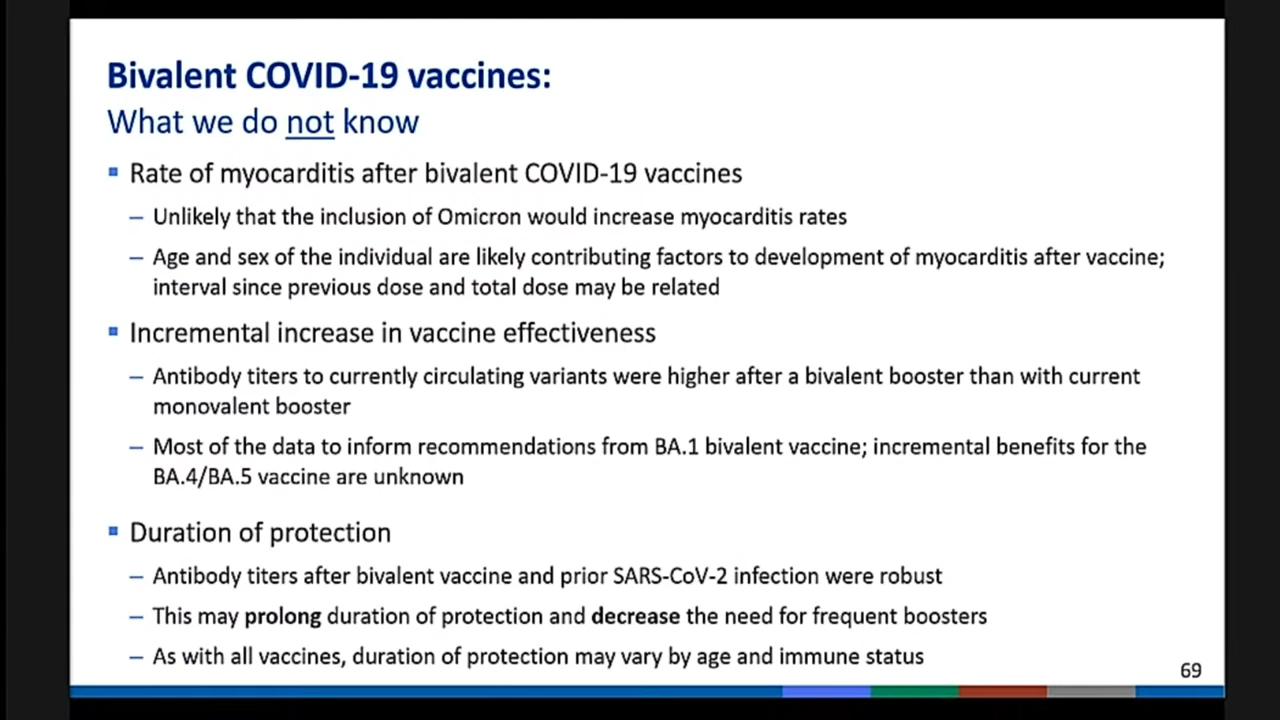 Bivalent COVID-19 vaccines:
What we do not know
Rate of myocarditis after bivalent COVID-19 vaccines
– Unlikely that the inclusion of Omicron would increase myocarditis rates
– Age and sex of the individual are likely contributing factors to development of myocarditis after vaccine;
interval since previous dose and total dose may be related
Incremental increase in vaccine effectiveness
– Antibody titers to currently circulating variants were higher after a bivalent booster than with current
monovalent booster
– Most of the data to inform recommendations from BA.1 bivalent vaccine; incremental benefits for the
BA.4/BA.5 vaccine are unknown
Duration of protection
– Antibody titers after bivalent vaccine and prior SARS-CoV-2 infection were robust
– This may prolong duration of protection and decrease the need for frequent boosters
– As with all vaccines, duration of protection may vary by age and immune status
69